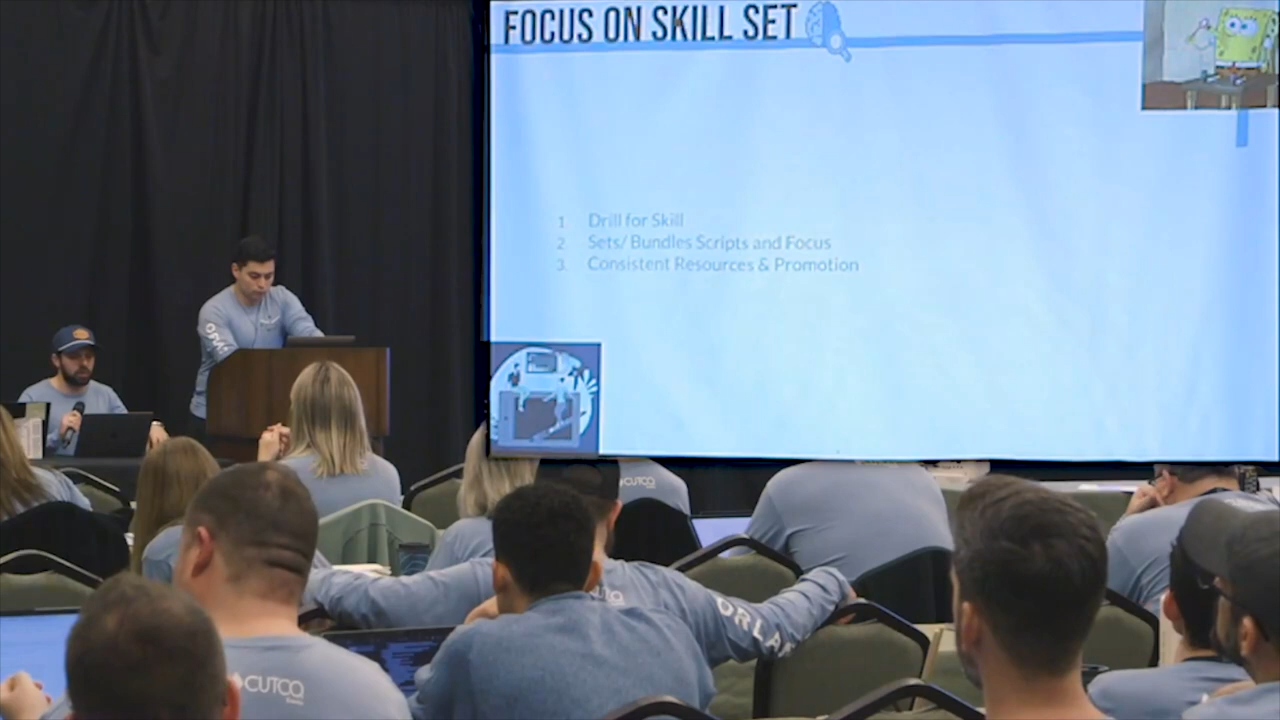 FOCUS ON SKILL SET
1 Drill for Skill
2 Sets/ Bundles Scripts and Focus
3. Consistent Resources & Promotion
CUTCO
ORLA
CUTCO